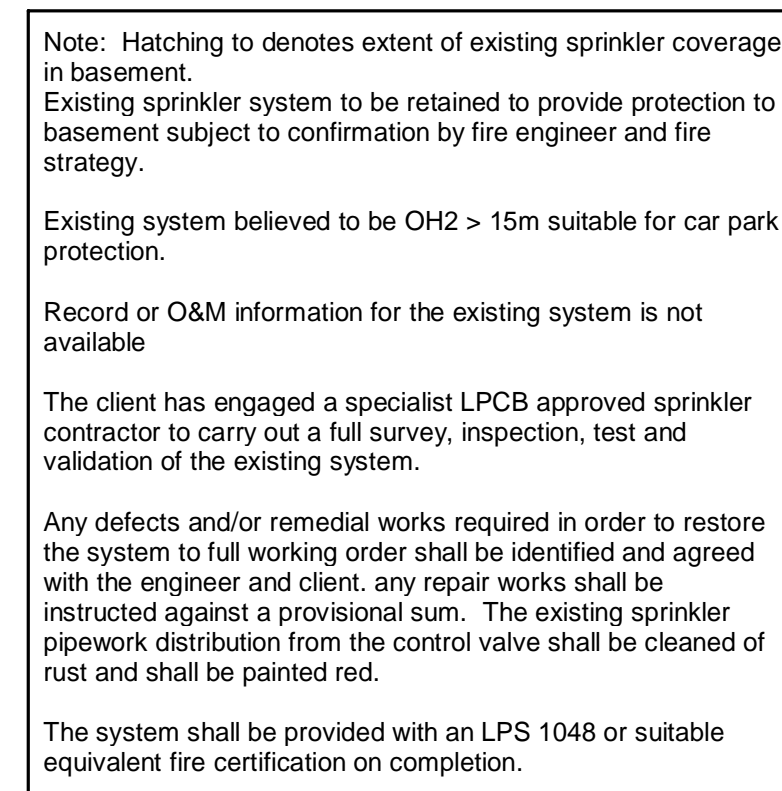 Note: Hatching to denotes extent of existing sprinkler coverage
in basement.
Existing sprinkler system to be retained to provide protection to
basement subject to confirmation by fire engineer and fire
strategy.
Existing system believed to be OH2 > 15m suitable for car park
protection.
Record or O&M information for the existing system is not
available
The client has engaged a specialist LPCB approved sprinkler
contractor to carry out a full survey, inspection, test and
validation of the existing system.
Any defects and/or remedial works required in order to restore
the system to full working order shall be identified and agreed
with the engineer and client. any repair works shall be
instructed against a provisional sum.  The existing sprinkler
pipework distribution from the control valve shall be cleaned of
rust and shall be painted red.
The system shall be provided with an LPS 1048 or suitable
equivalent fire certification on completion.